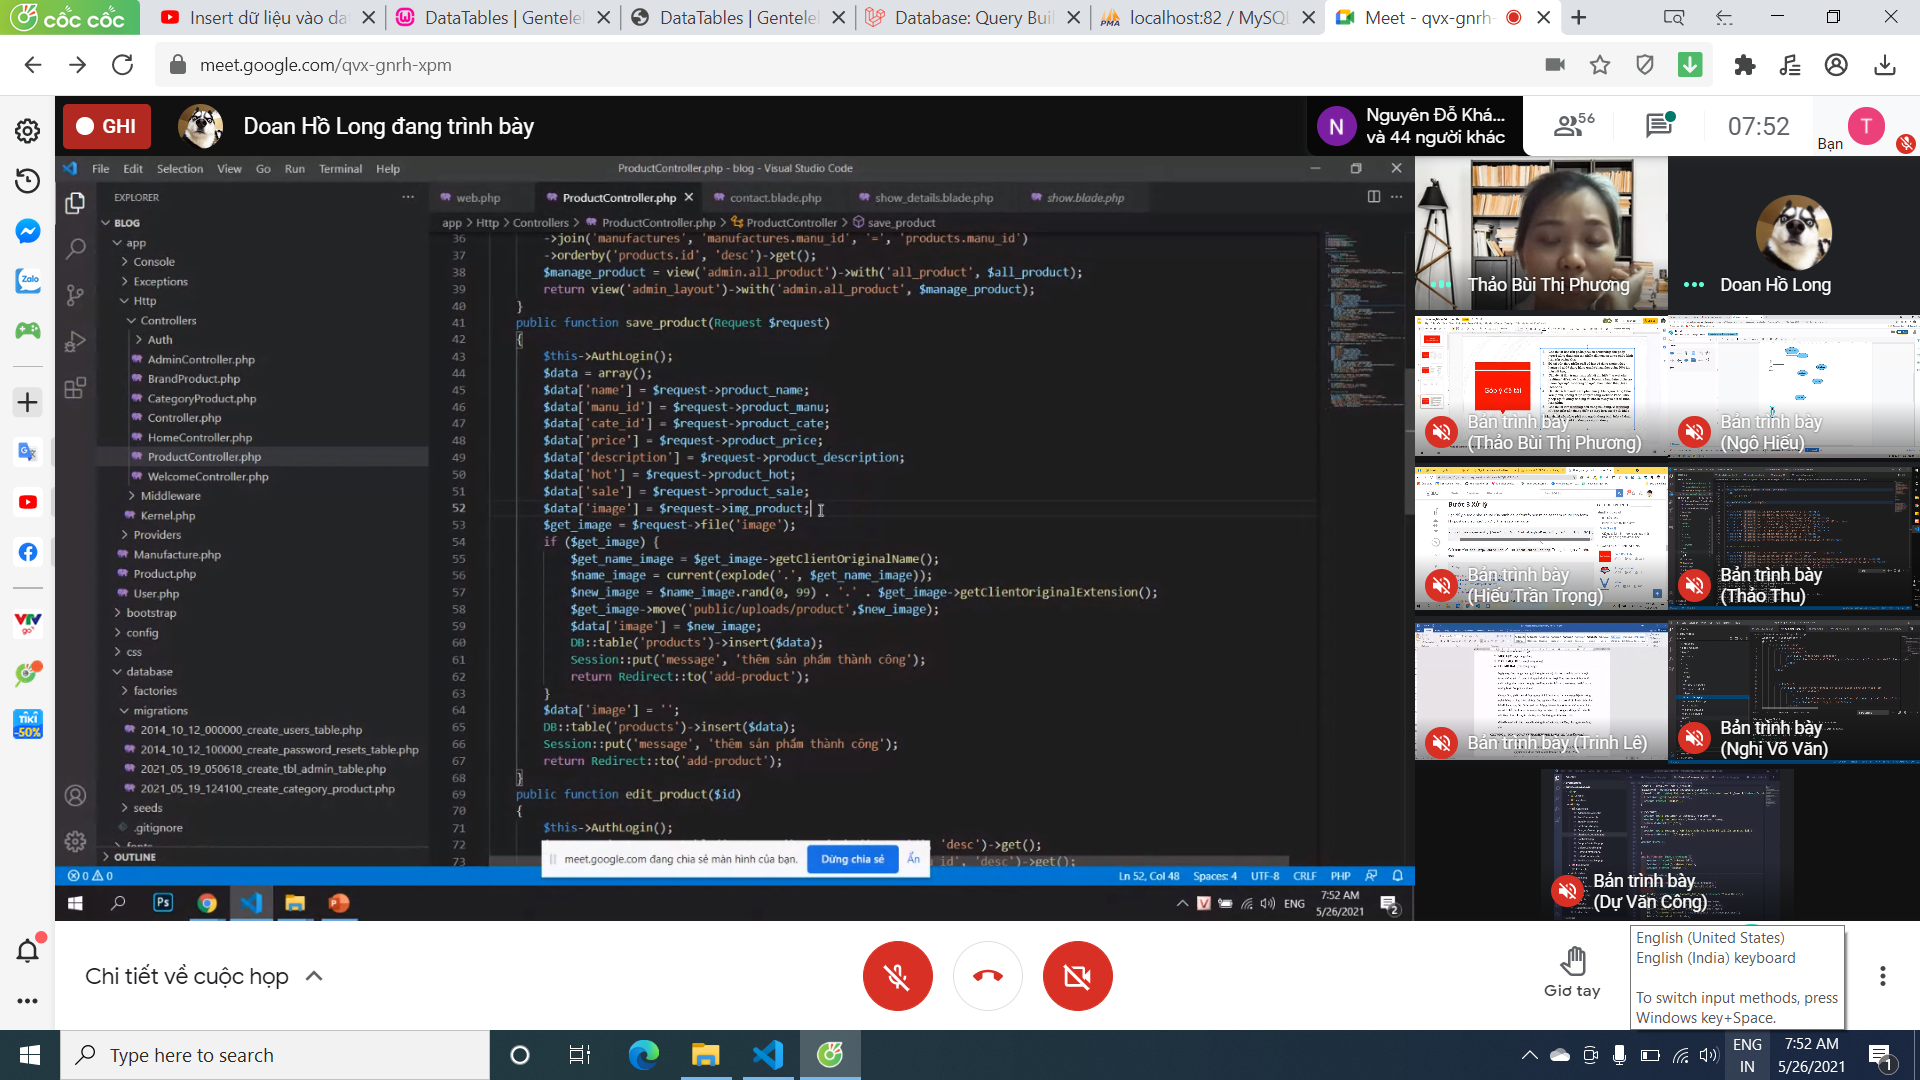 cốc cốc
Insert dữ liệu vào da
DataTables | Gentele
DataTables | Gentele
Database: Query Buil
localhost:82 / MySQL
Meet - qvx-gnrh-
meet.google.com/qvx-gnrh-xpm
GHI
Doan Hồ Long đang trình bày
N
Nguyên Đỗ Khá...
và 44 người khác
56
07:52
Bạn
T
File Edit Selection View Go Run Terminal Help
ProductController.php - blog - Visual Studio Code
EXPLORER
BLOG
app
Console
Exceptions
Http
Controllers
Auth
AdminController.php
BrandProduct.php
CategoryProduct.php
Controller.php
HomeController.php
ProductController.php
WelcomeController.php
Middleware
Kernel.php
Providers
Manufacture.php
Product.php
User.php
bootstrap
config
css
database
factories
migrations
2014_10_12_000000_create_users_table.php
2014_10_12_100000_create_password_resets_table.php
2021_05_19_050618_create_tbl_admin_table.php
2021_05_19_124100_create_category_product.php
seeds
.gitignore
fonts
OUTLINE
web.php
ProductController.php
contact.blade.php
show_details.blade.php
show.blade.php
app > Http > Controllers > ProductController.php > ProductController > save_product
36 ->join('manufactures', 'manufactures.manu_id', '=', 'products.manu_id')
37 ->orderby('products.id', 'desc')->get();
38 $manage_product = view('admin.all_product')->with('all_product', $all_product);
39 return view('admin_layout')->with('admin.all_product', $manage_product);
40 }
41 public function save_product(Request $request)
42 {
43 $this->AuthLogin();
44 $data = array();
45 $data['name'] = $request->product_name;
46 $data['manu_id'] = $request->product_manu;
47 $data['cate_id'] = $request->product_cate;
48 $data['price'] = $request->product_price;
49 $data['description'] = $request->product_description;
50 $data['hot'] = $request->product_hot;
51 $data['sale'] = $request->product_sale;
52 $data['image'] = $request->img_product;
53 $get_image = $request->file('image');
54 if ($get_image) {
55 $get_name_image = $get_image->getClientOriginalName();
56 $name_image = current(explode('.', $get_name_image));
57 $new_image = $name_image.rand(0, 99) . '.' . $get_image->getClientOriginalExtension();
58 $get_image->move('public/uploads/product',$new_image);
59 $data['image'] = $new_image;
60 DB::table('products')->insert($data);
61 Session::put('message', 'thêm sản phẩm thành công');
62 return Redirect::to('add-product');
63 }
64 $data['image'] = '';
65 DB::table('products')->insert($data);
66 Session::put('message', 'thêm sản phẩm thành công');
67 return Redirect::to('add-product');
68 }
69 public function edit_product($id)
70 {
71 $this->AuthLogin();
72 'desc')->get();
73 id', 'desc')->get();
meet.google.com đang chia sẻ màn hình của bạn.
Dừng chia sẻ
Ẩn
0 0
Ln 52, Col 48 Spaces: 4 UTF-8 CRLF PHP
Ps
ENG
7:52 AM
5/26/2021
2
Thảo Bùi Thị Phương
Doan Hồ Long
Góp ý đề tài
Bản trình bày
(Thảo Bùi Thị Phương)
Bản trình bày
(Ngô Hiếu)
Bước 3 Xử lý
Bản trình bày
(Hiếu Trần Trọng)
Bản trình bày
(Thảo Thu)
Bản trình bày (Trinh Lê)
Bản trình bày
(Nghị Võ Văn)
Bản trình bày
(Dự Văn Công)
Chi tiết về cuộc họp
Giơ tay
English (United States)
English (India) keyboard
To switch input methods, press
Windows key+Space.
Zalo
VTV
go
TIKI
-50%
Type here to search
ENG
IN
7:52 AM
5/26/2021
1